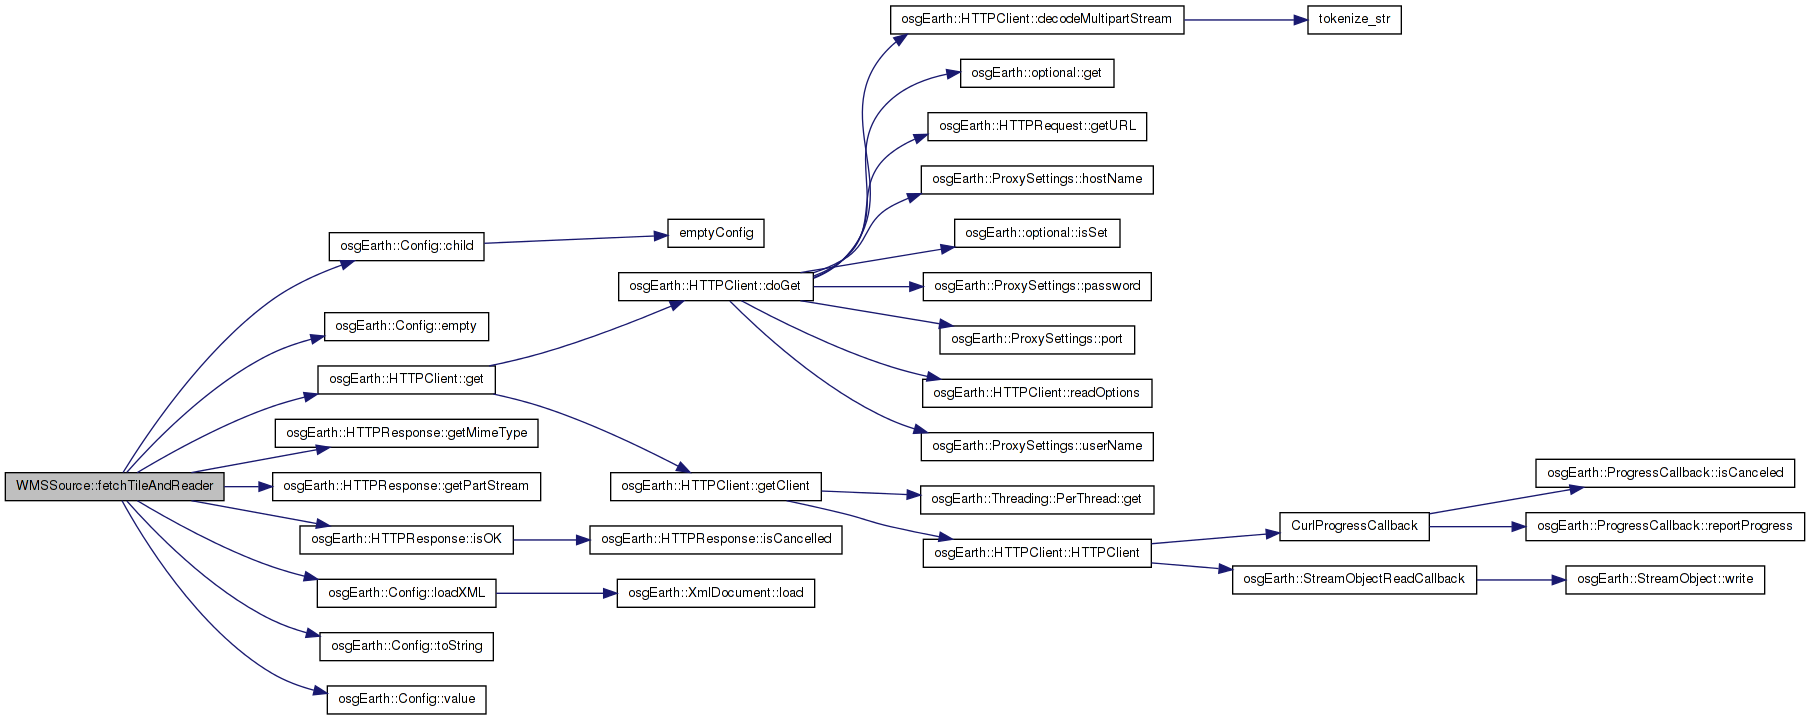 osgEarth::HTTPClient::decodeMultipartStream
tokenize_str
osgEarth::optional::get
osgEarth::HTTPRequest::getURL
osgEarth::ProxySettings::hostName
osgEarth::Config::child
emptyConfig
osgEarth::optional::isSet
osgEarth::HTTPClient::doGet
osgEarth::ProxySettings::password
osgEarth::Config::empty
osgEarth::ProxySettings::port
osgEarth::HTTPClient::get
osgEarth::HTTPClient::readOptions
osgEarth::HTTPResponse::getMimeType
osgEarth::ProxySettings::userName
WMSSource::fetchTileAndReader
osgEarth::HTTPResponse::getPartStream
osgEarth::HTTPClient::getClient
osgEarth::Threading::PerThread::get
osgEarth::ProgressCallback::isCanceled
CurlProgressCallback
osgEarth::ProgressCallback::reportProgress
osgEarth::HTTPResponse::isOK
osgEarth::HTTPResponse::isCancelled
osgEarth::HTTPClient::HTTPClient
osgEarth::StreamObjectReadCallback
osgEarth::StreamObject::write
osgEarth::Config::loadXML
osgEarth::XmlDocument::load
osgEarth::Config::toString
osgEarth::Config::value